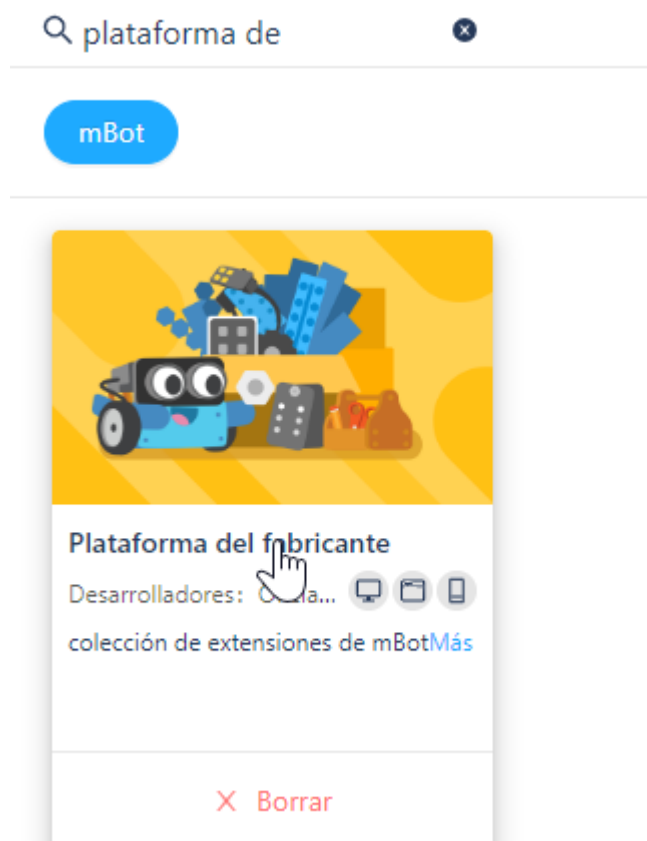 plataforma de
mBot
Plataforma del fabricante
Desarrolladores:
colección de extensiones de mBotMás
Borrar